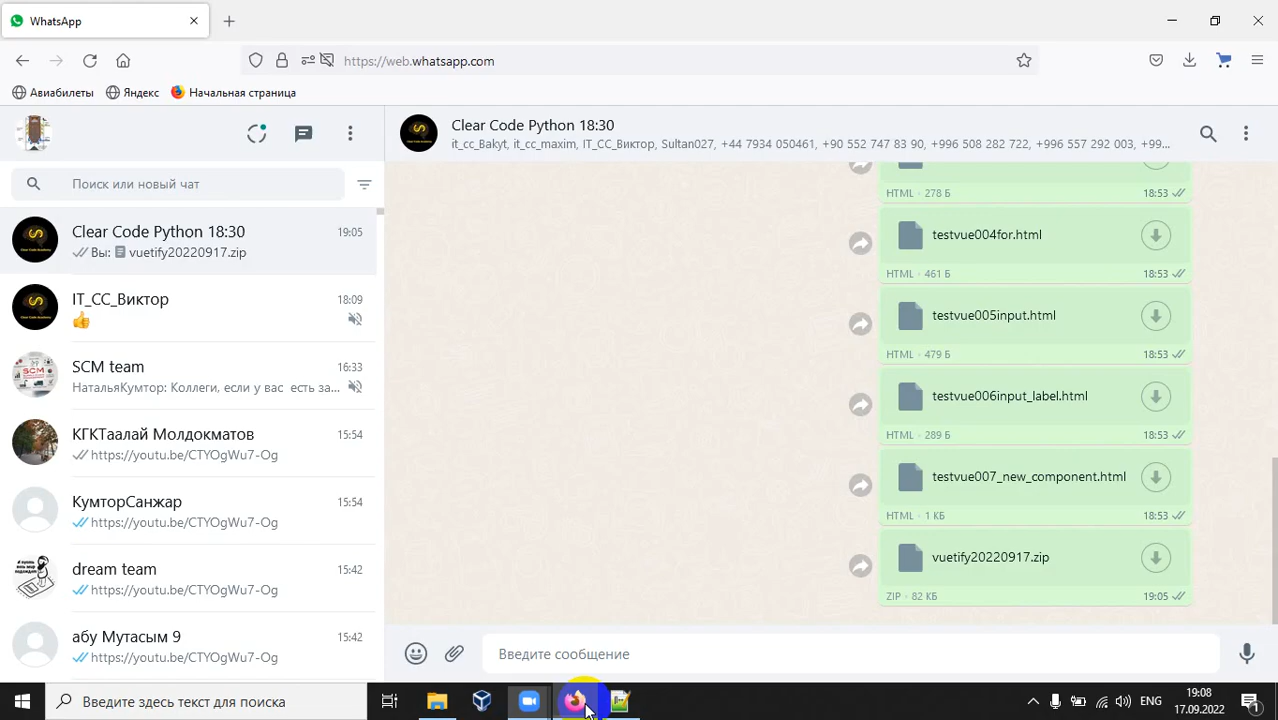 WhatsApp
https://web.whatsapp.com
Авиабилеты
Яндекс
Начальная страница
Поиск или новый чат
Clear Code Python 18:30
19:05
Вы: vuetify20220917.zip
IT_CC_Виктор
18:09
SCM team
16:33
НатальяКумтор: Коллеги, если у вас есть за...
КГКТаалай Молдокматов
15:54
https://youtu.be/CTYOgWu7-Og
КумторСанжар
15:54
https://youtu.be/CTYOgWu7-Og
dream team
15:42
https://youtu.be/CTYOgWu7-Og
абу Мутасым 9
15:42
https://youtu.be/CTYOgWu7-Og
Clear Code Python 18:30
it_cc_Bakyt, it_cc_maxim, IT_CC_Виктор, Sultan027, +44 7934 050461, +90 552 747 83 90, +996 508 282 722, +996 557 292 003, +99...
HTML · 278 Б
18:53
testvue004for.html
HTML · 461 Б
18:53
testvue005input.html
HTML · 479 Б
18:53
testvue006input_label.html
HTML · 289 Б
18:53
testvue007_new_component.html
HTML · 1 КБ
18:53
vuetify20220917.zip
ZIP · 82 КБ
19:05
Введите сообщение
Введите здесь текст для поиска
ENG
19:08
17.09.2022
1